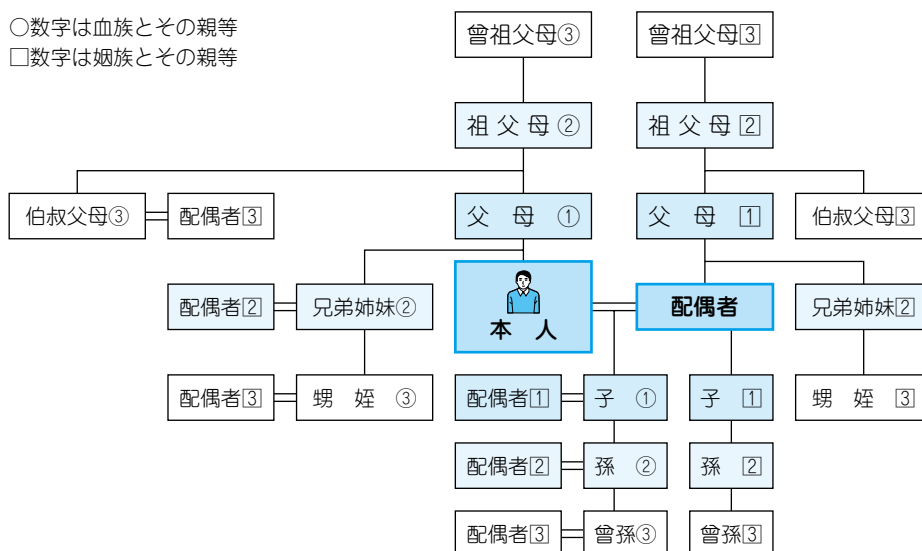 ○数字は血族とその親等
□数字は姻族とその親等
曾祖父母③
曾祖父母3
祖父母②
祖父母2
伯叔父母③
配偶者3
父母①
父母1
伯叔父母3
配偶者2
兄弟姉妹②
本人
配偶者
兄弟姉妹2
配偶者3
甥姪③
配偶者1
子①
子1
甥姪3
配偶者2
孫②
孫2
配偶者3
曾孫③
曾孫3